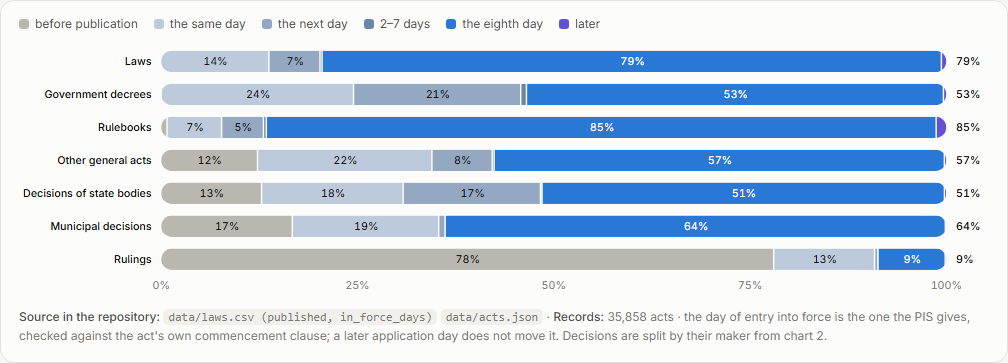 before publication the same day the next day 2–7 days the eighth day later
Laws 14% 7% 79% 79%
Government decrees 24% 21% 53% 53%
Rulebooks 7% 5% 85% 85%
Other general acts 12% 22% 8% 57% 57%
Decisions of state bodies 13% 18% 17% 51% 51%
Municipal decisions 17% 19% 64% 64%
Rulings 78% 13% 9% 9%
0% 25% 50% 75% 100%
Source in the repository: data/laws.csv (published, in_force_days) data/acts.json · Records: 35,858 acts · the day of entry into force is the one the PIS gives,
checked against the act's own commencement clause; a later application day does not move it. Decisions are split by their maker from chart 2.